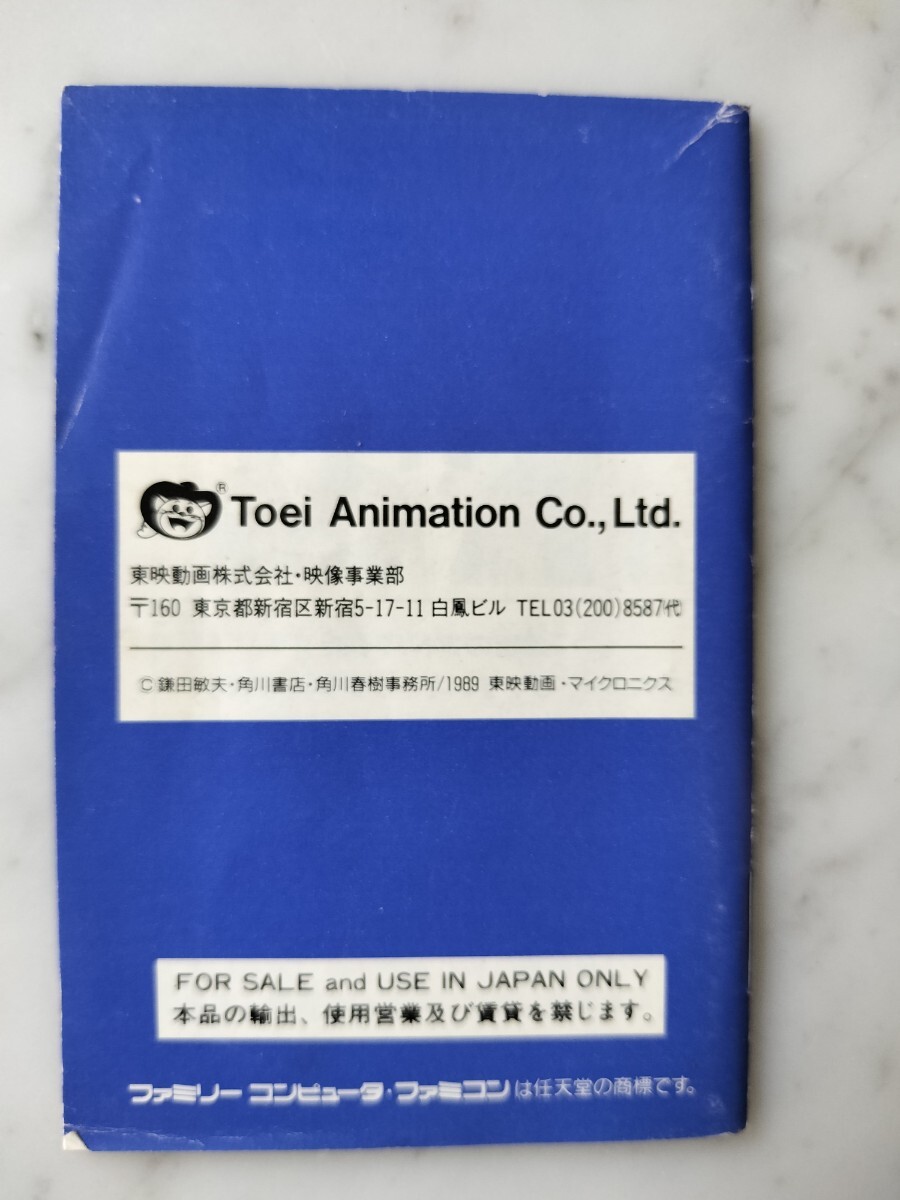 ® Toei Animation Co., Ltd.
東映動画株式会社・映像事業部
〒160 東京都新宿区新宿5-17-11 白鳳ビル TEL03(200)8587代
©鎌田敏夫・角川書店・角川春樹事務所/1989 東映動画・マイクロニクス
FOR SALE and USE IN JAPAN ONLY
本品の輸出、使用営業及び賃貸を禁じます。
ファミリー コンピュータ・ファミコンは任天堂の商標です。